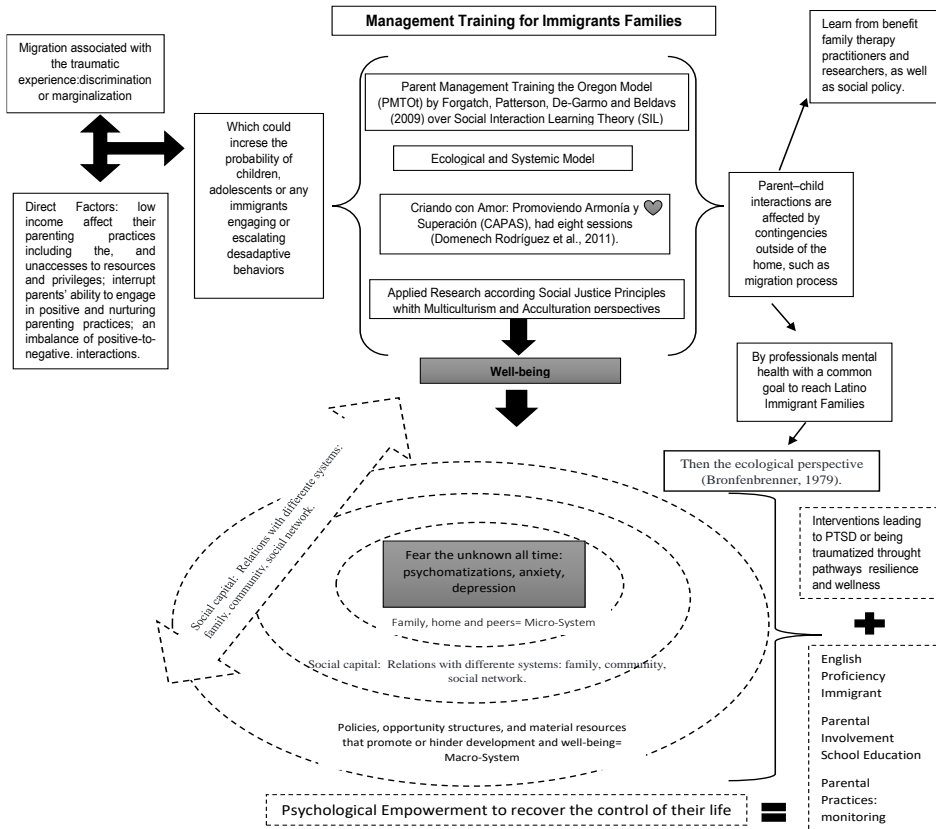 Management Training for Immigrants Families
Migration associated with
the traumatic
experience:discrimination
or marginalization
Direct Factors: low
income affect their
parenting practices
including the, and
unaccesses to resources
and privileges; interrupt
parents' ability to engage
in positive and nurturing
parenting practices; an
imbalance of positive-to-
negative. interactions.
Which could
increse the
probability of
children,
adolescents or any
immigrants
engaging or
escalating
desadaptive
behaviors
Parent Management Training the Oregon Model
(PMTOt) by Forgatch, Patterson, De-Garmo and Beldavs
(2009) over Social Interaction Learning Theory (SIL)
Ecological and Systemic Model
Criando con Amor: Promoviendo Armonía y
Superación (CAPAS), had eight sessions
(Domenech Rodríguez et al., 2011).
Applied Research according Social Justice Principles
whith Multiculturism and Acculturation perspectives
Well-being
Learn from benefit
family therapy
practitioners and
researchers, as well
as social policy.
Parent–child
interactions are
affected by
contingencies
outside of the
home, such as
migration process
By professionals mental
health with a common
goal to reach Latino
Immigrant Families
Then the ecological perspective
(Bronfenbrenner, 1979).
Social capital: Relations with differente systems:
family, community, social network.
Fear the unknown all time:
psychomatizations, anxiety,
depression
Family, home and peers= Micro-System
Social capital: Relations with differente systems: family, community,
social network.
Policies, opportunity structures, and material resources
that promote or hinder development and well-being=
Macro-System
Interventions leading
to PTSD or being
traumatized throught
pathways resilience
and wellness
English
Proficiency
Immigrant
Parental
Involvement
School Education
Parental
Practices:
monitoring
Psychological Empowerment to recover the control of their life